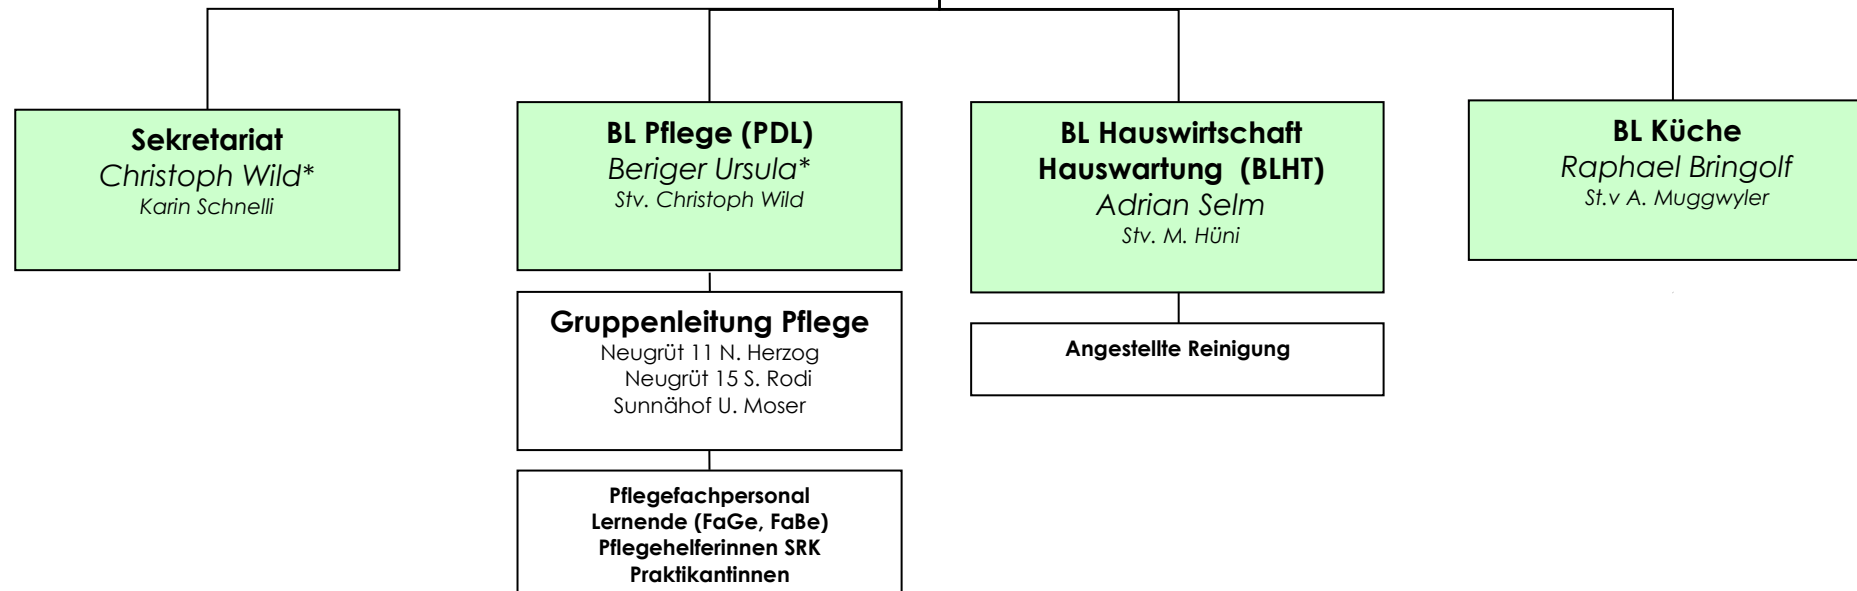 Sekretariat
Christoph Wild*
Karin Schnelli
BL Pflege (PDL)
Beriger Ursula*
Stv. Christoph Wild
BL Hauswirtschaft
Hauswartung (BLHT)
Adrian Selm
Stv. M. Hüni
BL Küche
Raphael Bringolf
St.v A. Muggwyler
Gruppenleitung Pflege
Neugrüt 11 N. Herzog
Neugrüt 15 S. Rodi
Sunnähof U. Moser
Angestellte Reinigung
Pflegefachpersonal
Lernende (FaGe, FaBe)
Pflegehelferinnen SRK
Praktikantinnen